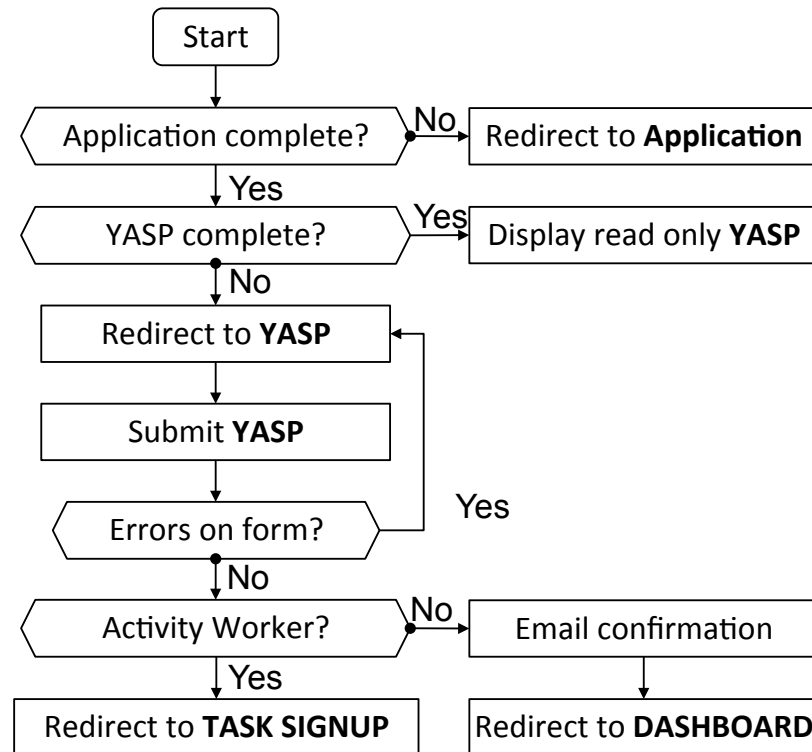 Start
Application complete?
No
Redirect to Application
Yes
YASP complete?
Yes
Display read only YASP
No
Redirect to YASP
Submit YASP
Yes
Errors on form?
No
Activity Worker?
No
Email confirmation
Yes
Redirect to TASK SIGNUP
Redirect to DASHBOARD